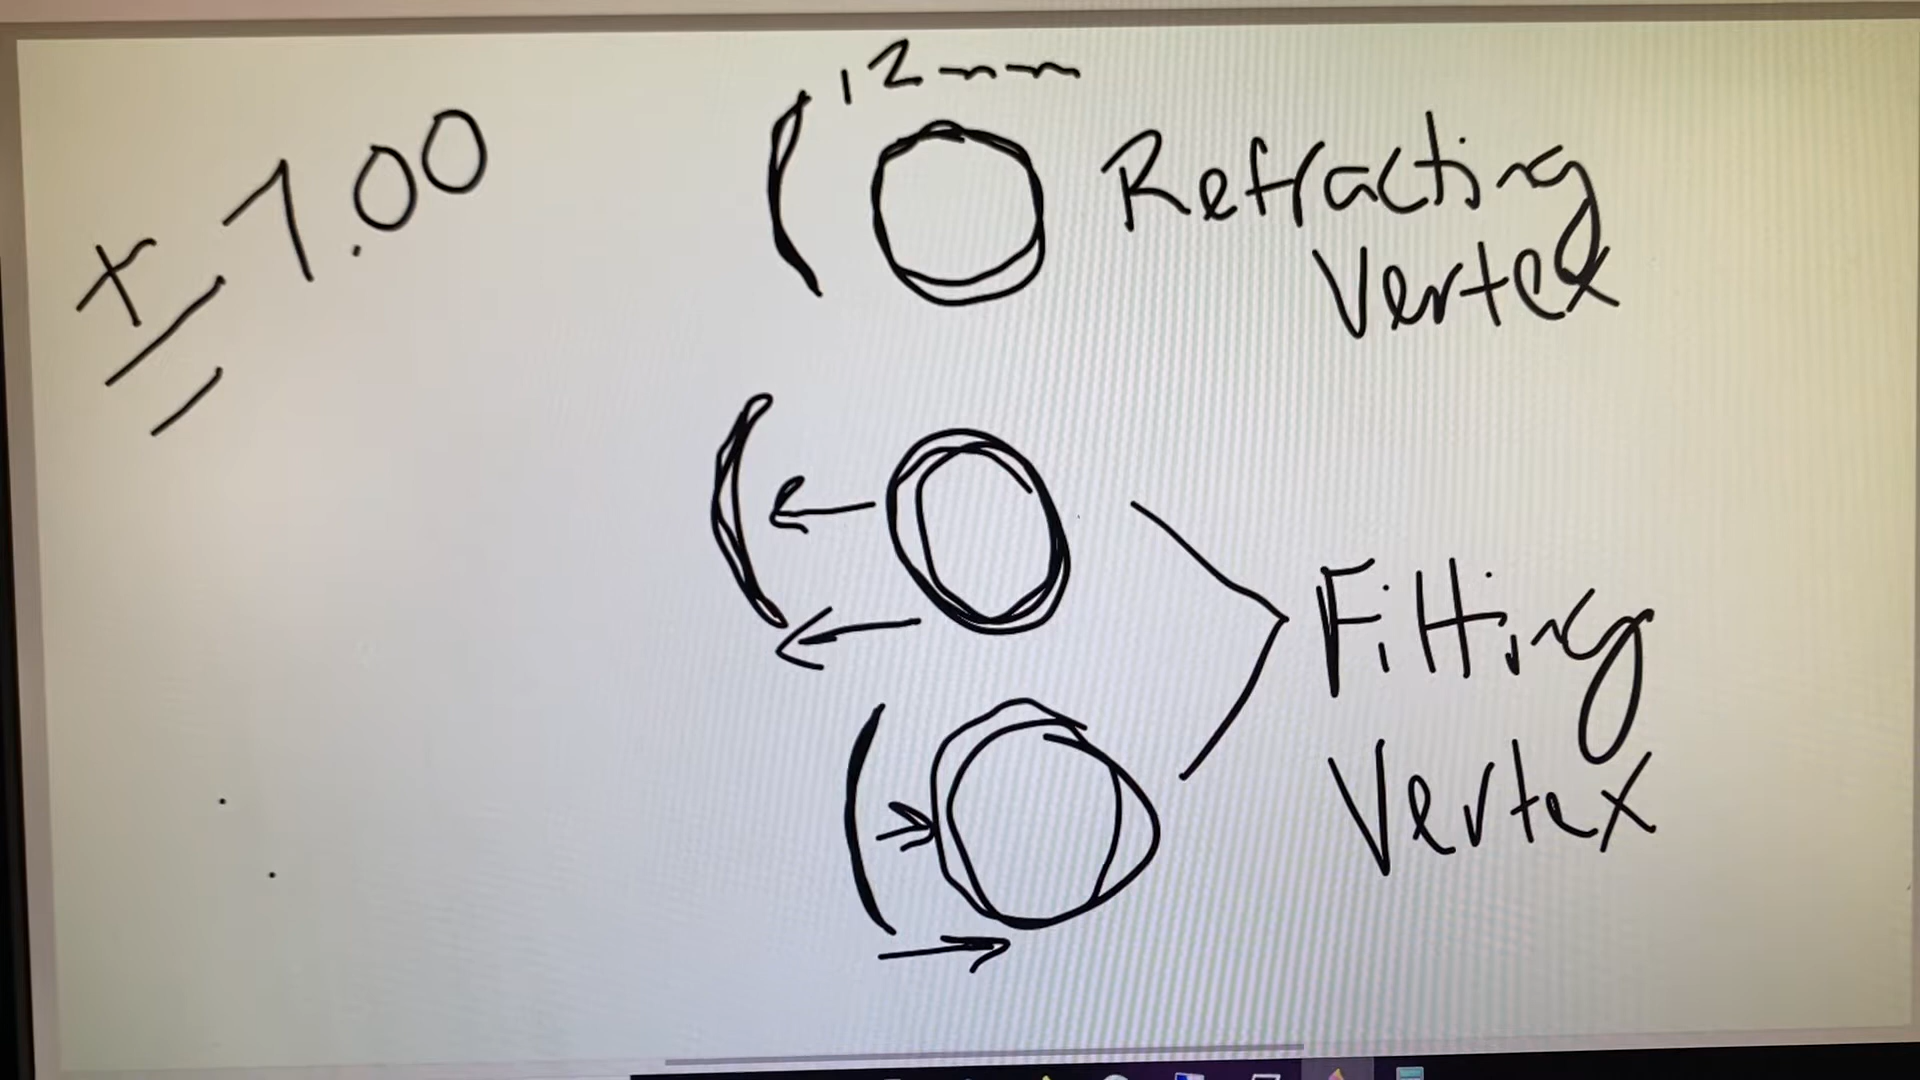 ± 7.00
12mm
Refracting
Vertex
Fitting
Vertex